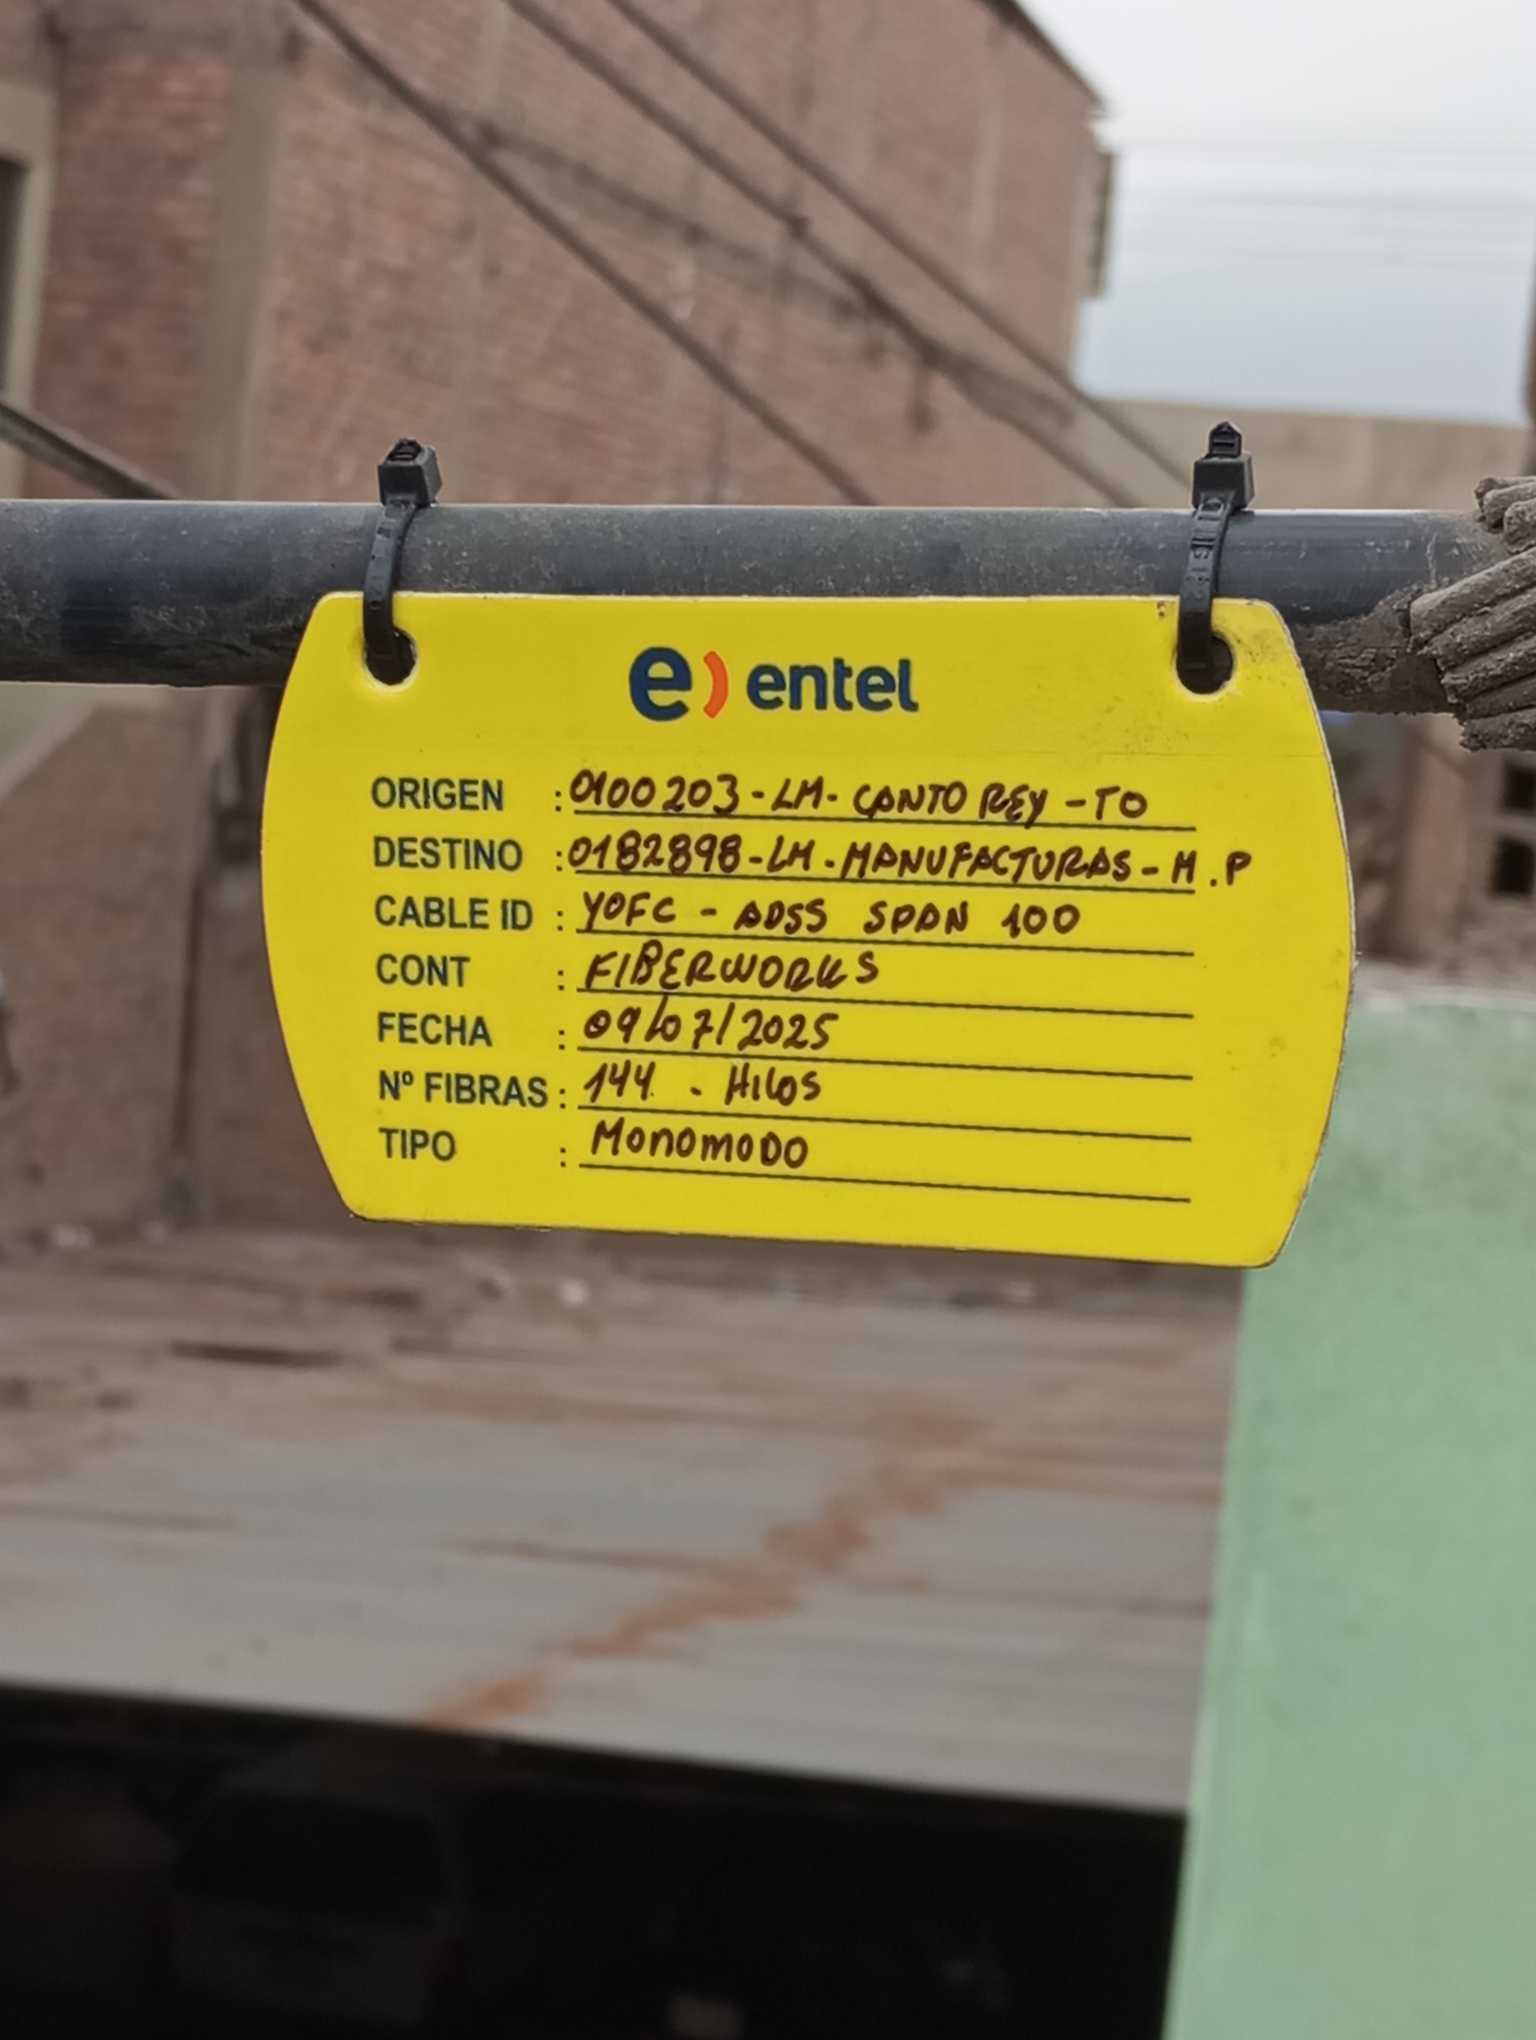 e) entel
ORIGEN : 0100203-LM-CANTO REY-TO
DESTINO : 0182898-LM-MANUFACTURAS-M.P
CABLE ID : YOFC - ADSS SPAN 100
CONT : FIBERWORKS
FECHA : 09/07/2025
Nº FIBRAS : 144 - HILOS
TIPO : MONOMODO